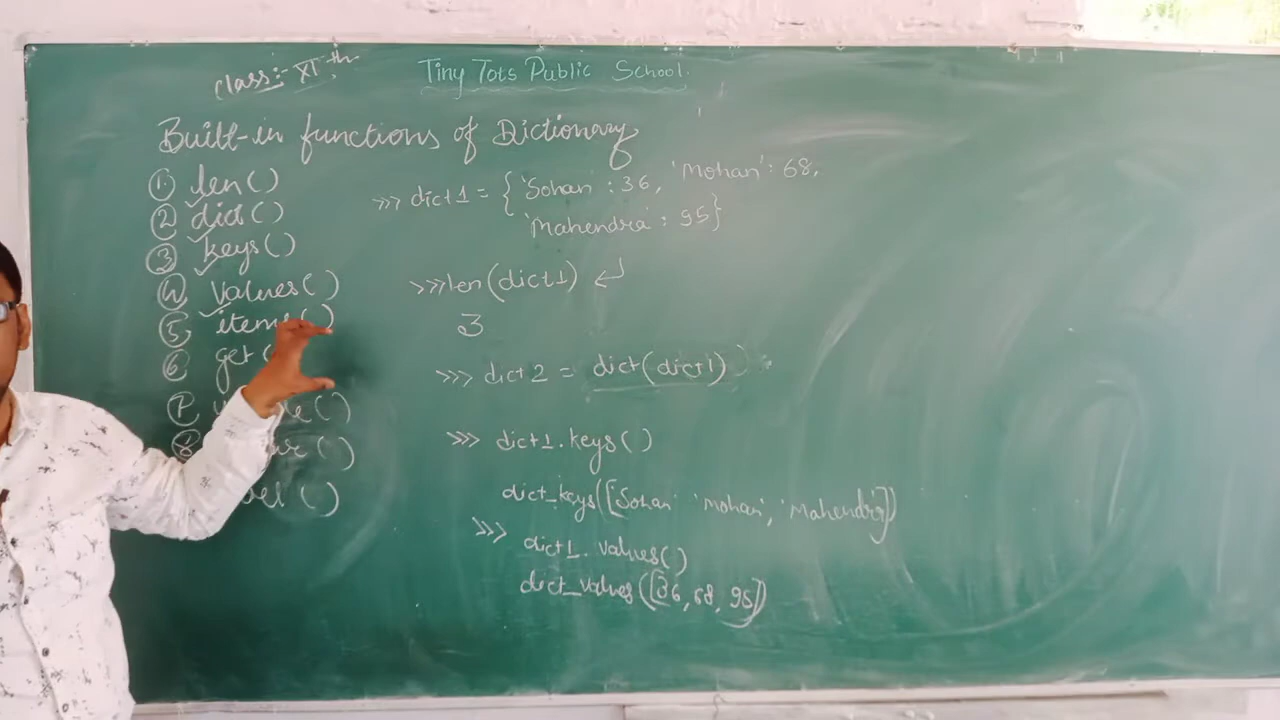 Class:- XIth
Tiny Tots Public School.
Built-in functions of Dictionary
① len()
② dict()
③ keys()
④ values()
⑤ items()
⑥ get(
⑦
⑧
()
>>> dict1 = {'Sohan' : 36, 'Mohan' : 68,
'Mahendra' : 95}
>>> len(dict1) ↵
3
>>> dict2 = dict(dict1)
>>> dict1.keys()
dict_keys(['Sohan' 'Mohan', 'Mahendra'])
>>> dict1.values()
dict_values([36, 68, 95])